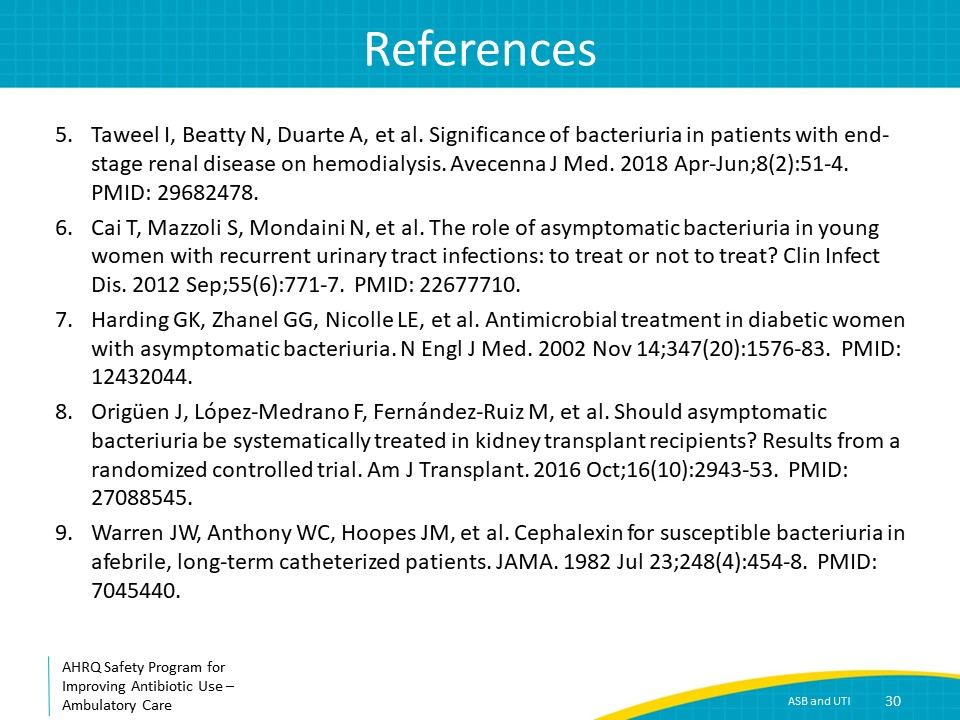 References
5. Taweel I, Beatty N, Duarte A, et al. Significance of bacteriuria in patients with end-
stage renal disease on hemodialysis. Avecenna J Med. 2018 Apr-Jun;8(2):51-4.
PMID: 29682478.
6. Cai T, Mazzoli S, Mondaini N, et al. The role of asymptomatic bacteriuria in young
women with recurrent urinary tract infections: to treat or not to treat? Clin Infect
Dis. 2012 Sep;55(6):771-7. PMID: 22677710.
7. Harding GK, Zhanel GG, Nicolle LE, et al. Antimicrobial treatment in diabetic women
with asymptomatic bacteriuria. N Engl J Med. 2002 Nov 14;347(20):1576-83. PMID:
12432044.
8. Origüen J, López-Medrano F, Fernández-Ruiz M, et al. Should asymptomatic
bacteriuria be systematically treated in kidney transplant recipients? Results from a
randomized controlled trial. Am J Transplant. 2016 Oct;16(10):2943-53. PMID:
27088545.
9. Warren JW, Anthony WC, Hoopes JM, et al. Cephalexin for susceptible bacteriuria in
afebrile, long-term catheterized patients. JAMA. 1982 Jul 23;248(4):454-8. PMID:
7045440.
AHRQ Safety Program for
Improving Antibiotic Use –
Ambulatory Care
ASB and UTI 30